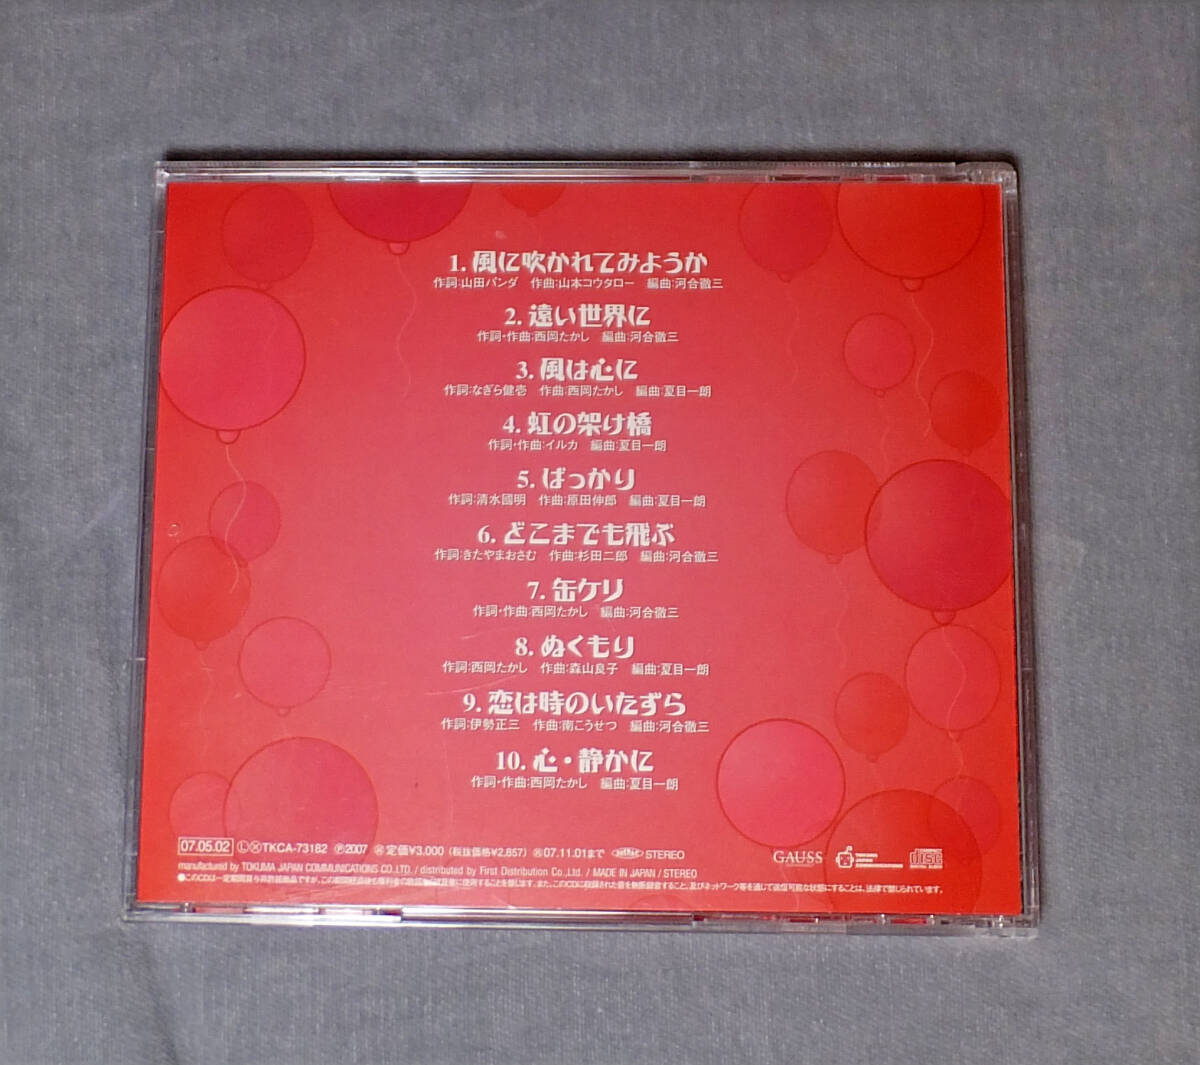 1. 風に吹かれてみようか
作詞:山田パンダ 作曲:山本コウタロー 編曲:河合徹三
2. 遠い世界に
作詞・作曲:西岡たかし 編曲:河合徹三
3. 風は心に
作詞:なぎら健壱 作曲:西岡たかし 編曲:夏目一朗
4. 虹の架け橋
作詞・作曲:イルカ 編曲:夏目一朗
5. ばっかり
作詞:清水國明 作曲:原田伸郎 編曲:夏目一朗
6. どこまでも飛ぶ
作詞:きたやまおさむ 作曲:杉田二郎 編曲:河合徹三
7. 缶ケリ
作詞・作曲:西岡たかし 編曲:河合徹三
8. ぬくもり
作詞:西岡たかし 作曲:森山良子 編曲:夏目一朗
9. 恋は時のいたずら
作詞:伊勢正三 作曲:南こうせつ 編曲:河合徹三
10. 心・静かに
作詞・作曲:西岡たかし 編曲:夏目一朗
07.05.02 ⓁⓍTKCA-73182 ℗2007 ㊜定価¥3,000 (税抜価格¥2,857) ㊜07.11.01まで STEREO
GAUSS
manufactured by TOKUMA JAPAN COMMUNICATIONS CO.LTD. / distributed by First Distribution Co.,Ltd. / MADE IN JAPAN / STEREO